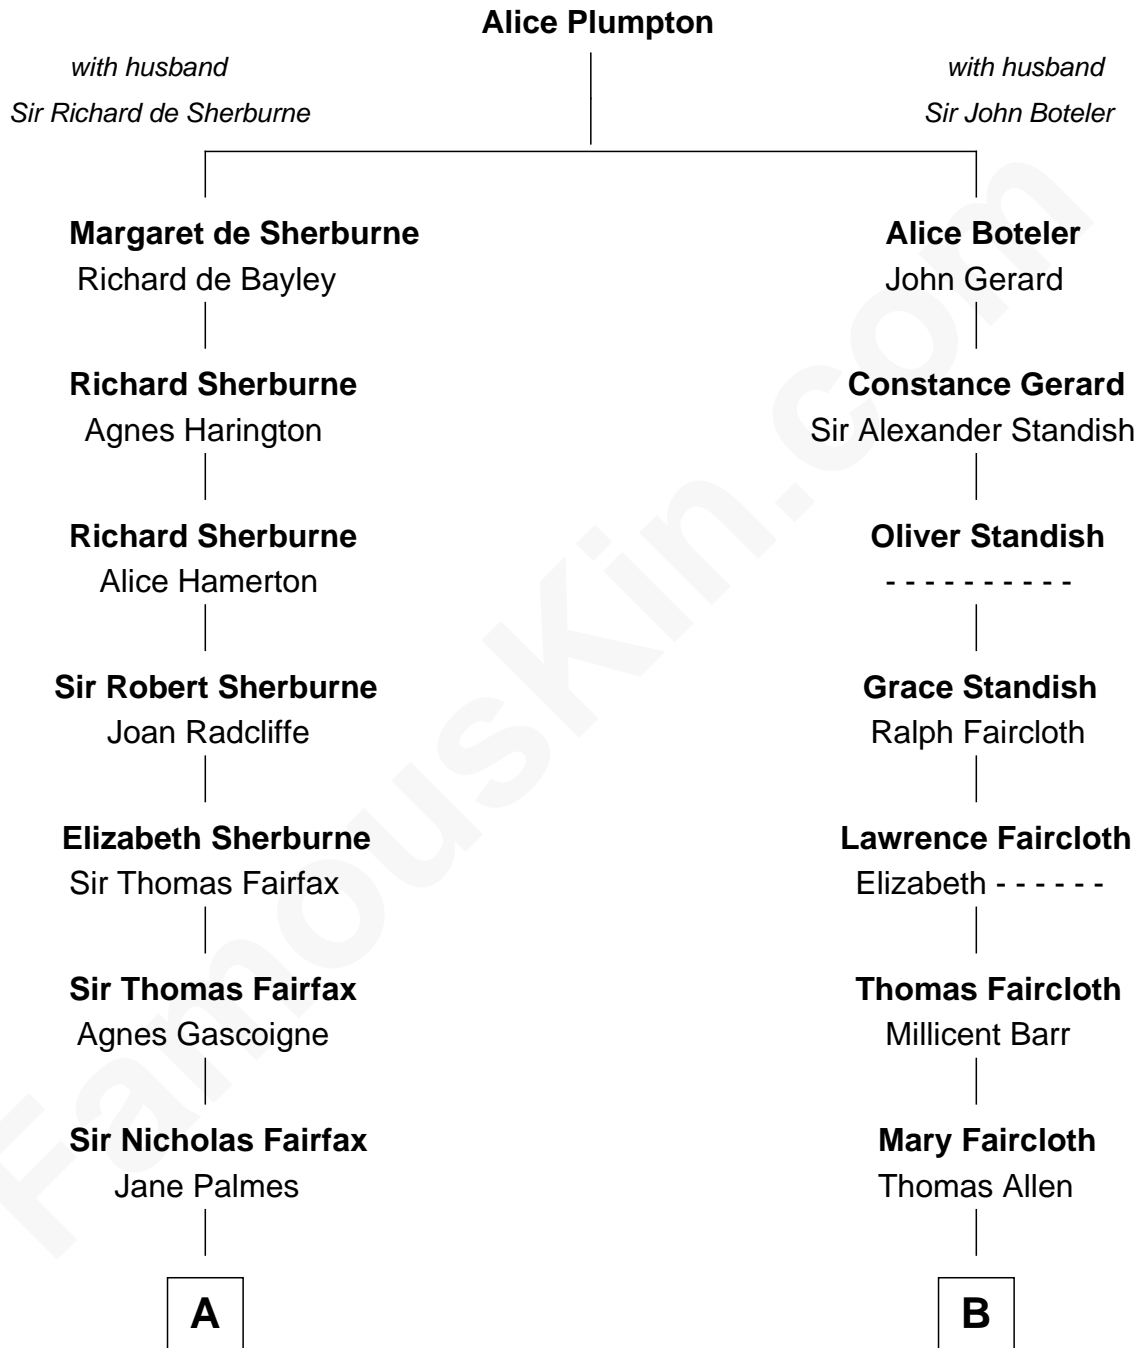 Alice Plumpton
with husband
Sir Richard de Sherburne
with husband
Sir John Boteler
Margaret de Sherburne
Richard de Bayley
Alice Boteler
John Gerard
Richard Sherburne
Agnes Harington
Constance Gerard
Sir Alexander Standish
Richard Sherburne
Alice Hamerton
Oliver Standish
- - - - - - - - - -
Sir Robert Sherburne
Joan Radcliffe
Grace Standish
Ralph Faircloth
Elizabeth Sherburne
Sir Thomas Fairfax
Lawrence Faircloth
Elizabeth - - - - - -
Sir Thomas Fairfax
Agnes Gascoigne
Thomas Faircloth
Millicent Barr
Sir Nicholas Fairfax
Jane Palmes
Mary Faircloth
Thomas Allen
A
B
FamousKin.com